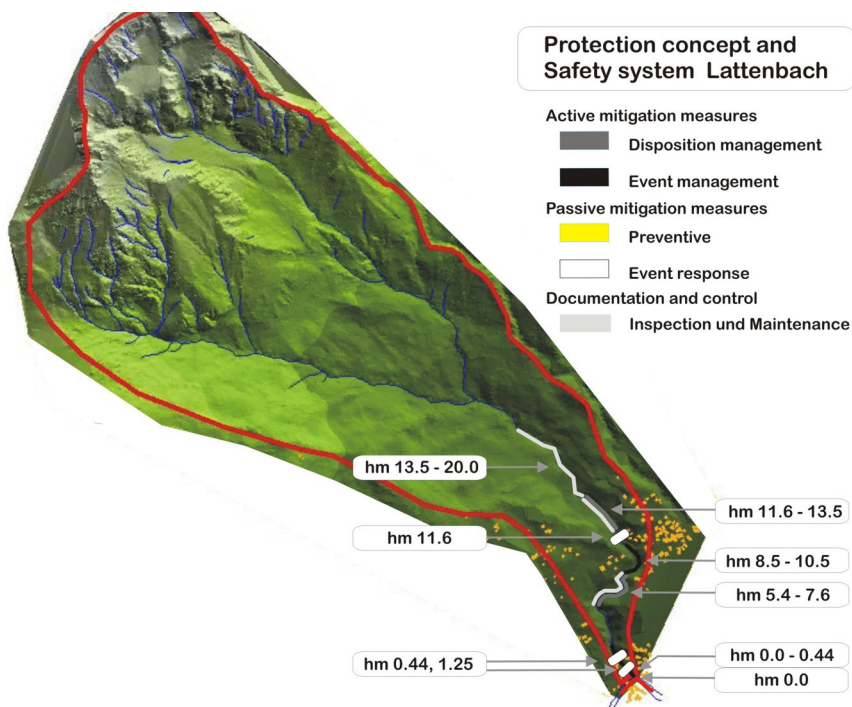 Protection concept and
Safety system Lattenbach
Active mitigation measures
Disposition management
Event management
Passive mitigation measures
Preventive
Event response
Documentation and control
Inspection und Maintenance
hm 13.5 - 20.0
hm 11.6 - 13.5
hm 11.6
hm 8.5 - 10.5
hm 5.4 - 7.6
hm 0.44, 1.25
hm 0.0 - 0.44
hm 0.0